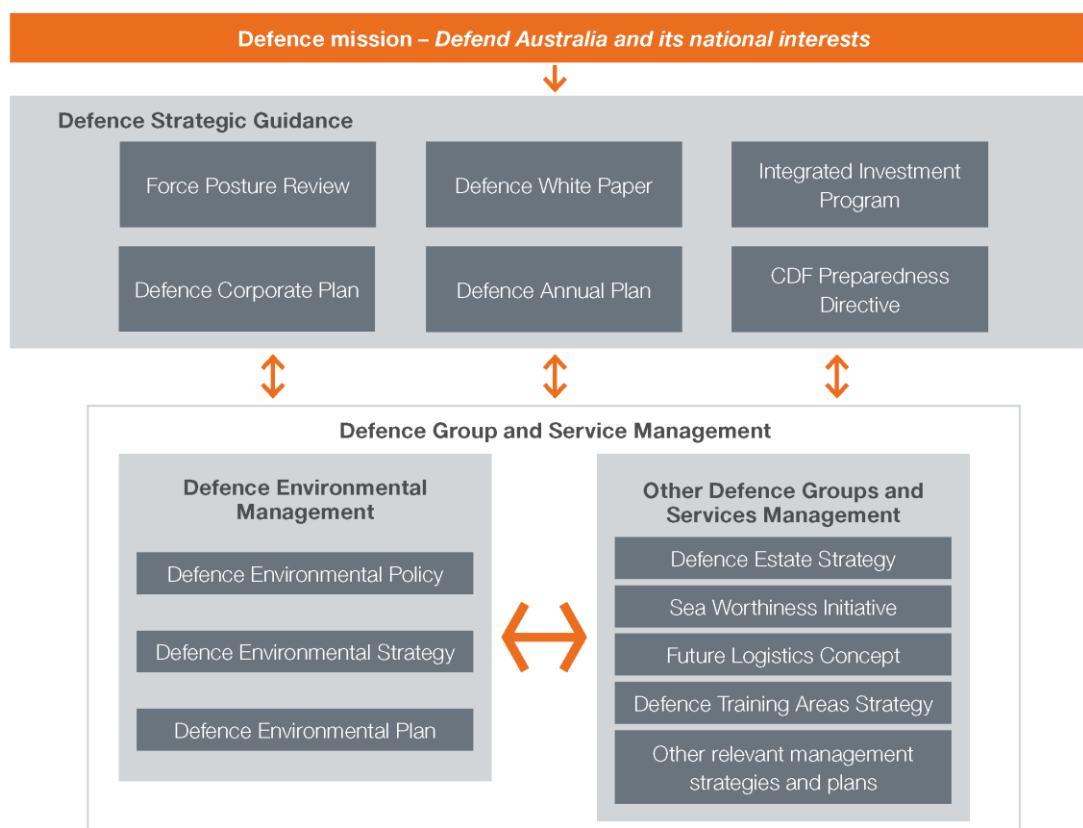 Defence mission – Defend Australia and its national interests
Defence Strategic Guidance
Force Posture Review
Defence White Paper
Integrated Investment
Program
Defence Corporate Plan
Defence Annual Plan
CDF Preparedness
Directive
Defence Group and Service Management
Defence Environmental
Management
Defence Environmental Policy
Defence Environmental Strategy
Defence Environmental Plan
Other Defence Groups and
Services Management
Defence Estate Strategy
Sea Worthiness Initiative
Future Logistics Concept
Defence Training Areas Strategy
Other relevant management
strategies and plans